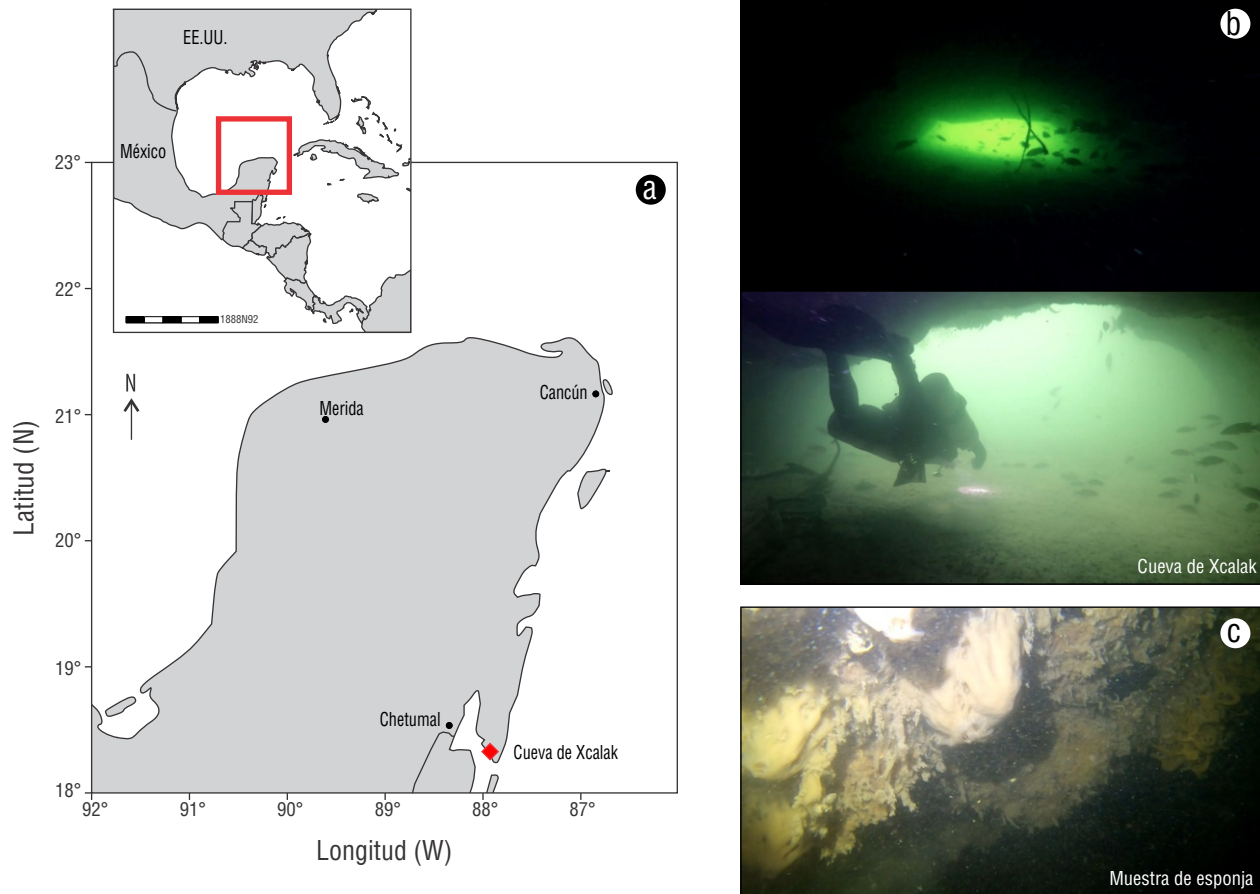 EE.UU.
México
1888N92
a
23°
22°
21°
20°
19°
18°
N
Merida
Cancún
Chetumal
Cueva de Xcalak
92°
91°
90°
89°
88°
87°
Latitud (N)
Longitud (W)
b
Cueva de Xcalak
c
Muestra de esponja